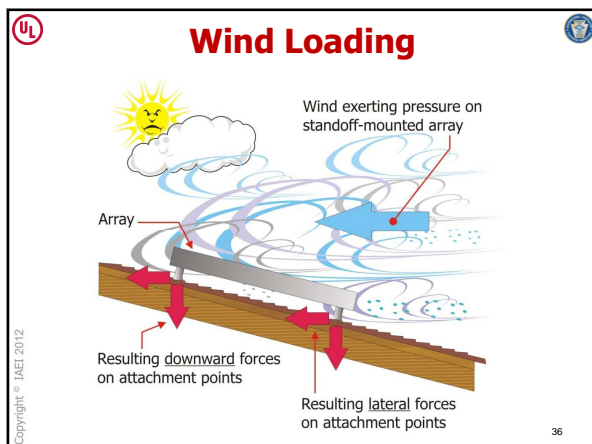 UL
Wind Loading
Wind exerting pressure on
standoff-mounted array
Array
Resulting downward forces
on attachment points
Resulting lateral forces
on attachment points
Copyright © IAEI 2012
36